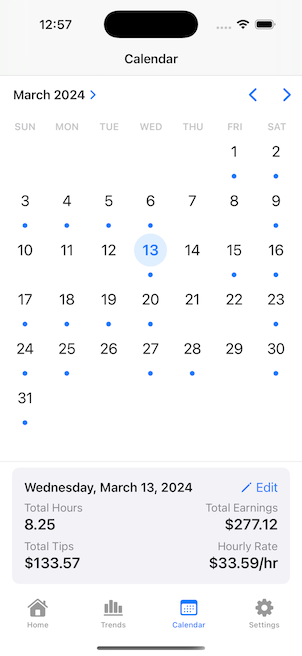 12:57
Calendar
March 2024
SUN MON TUE WED THU FRI SAT
1 2
3 4 5 6 7 8 9
10 11 12 13 14 15 16
17 18 19 20 21 22 23
24 25 26 27 28 29 30
31
Wednesday, March 13, 2024 Edit
Total Hours Total Earnings
8.25 $277.12
Total Tips Hourly Rate
$133.57 $33.59/hr
Home Trends Calendar Settings